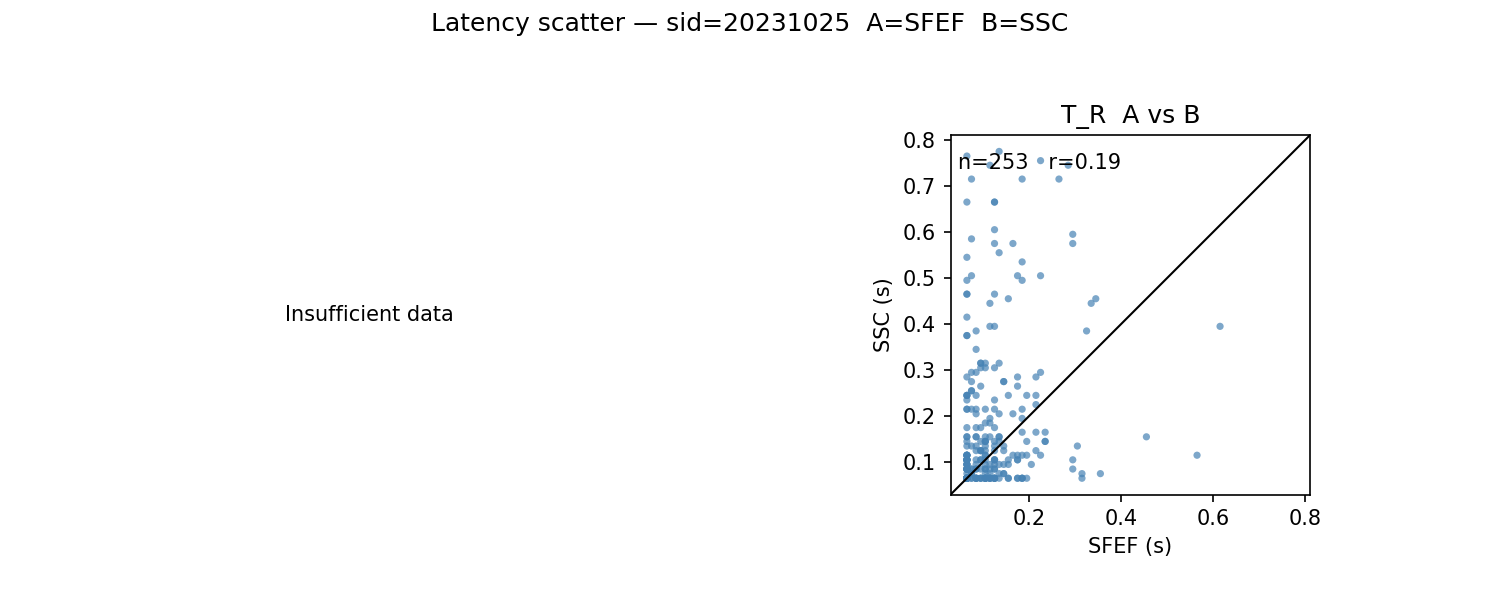 Latency scatter — sid=20231025  A=SFEF  B=SSC
Insufficient data
T_R  A vs B
n=253  r=0.19
0.8
0.7
0.6
0.5
0.4
0.3
0.2
0.1
SSC (s)
0.2
0.4
0.6
0.8
SFEF (s)